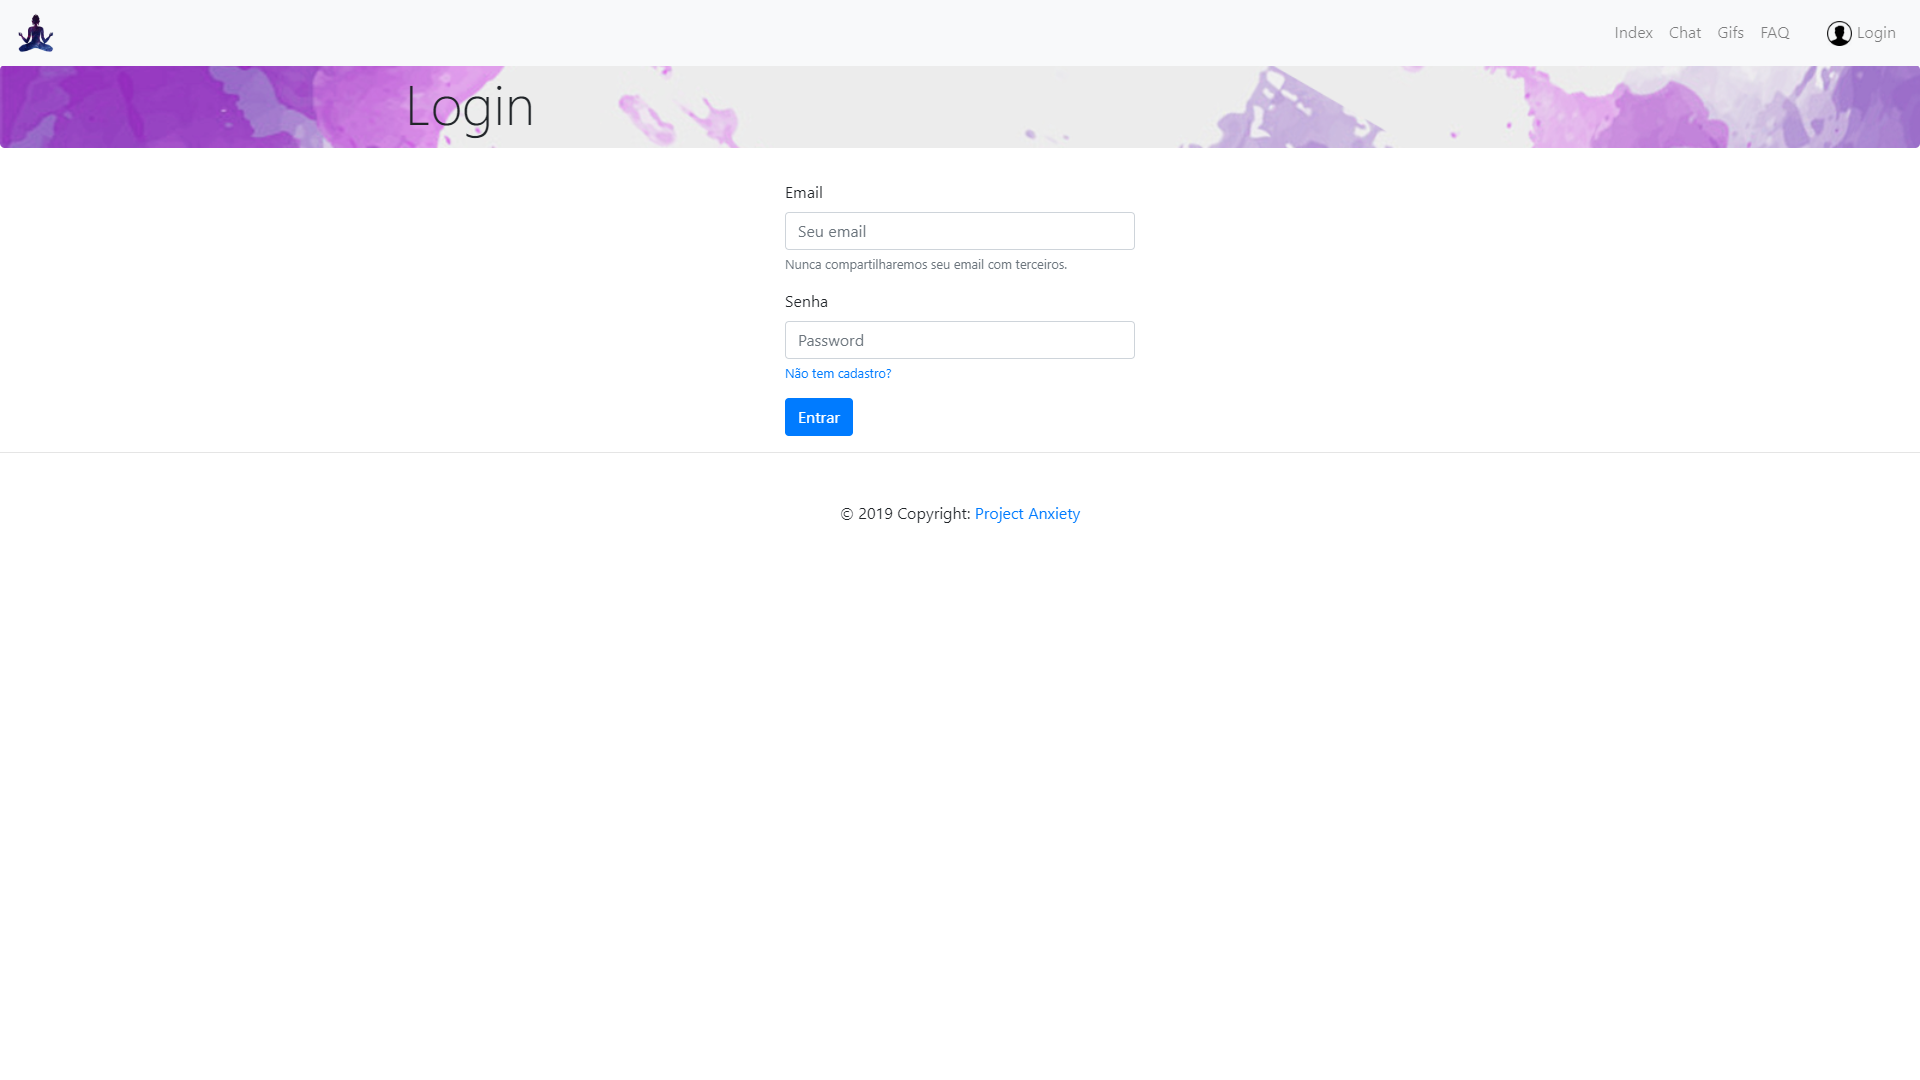 Index Chat Gifs FAQ Login
Login
Email
Seu email
Nunca compartilharemos seu email com terceiros.
Senha
Password
Não tem cadastro?
Entrar
© 2019 Copyright: Project Anxiety